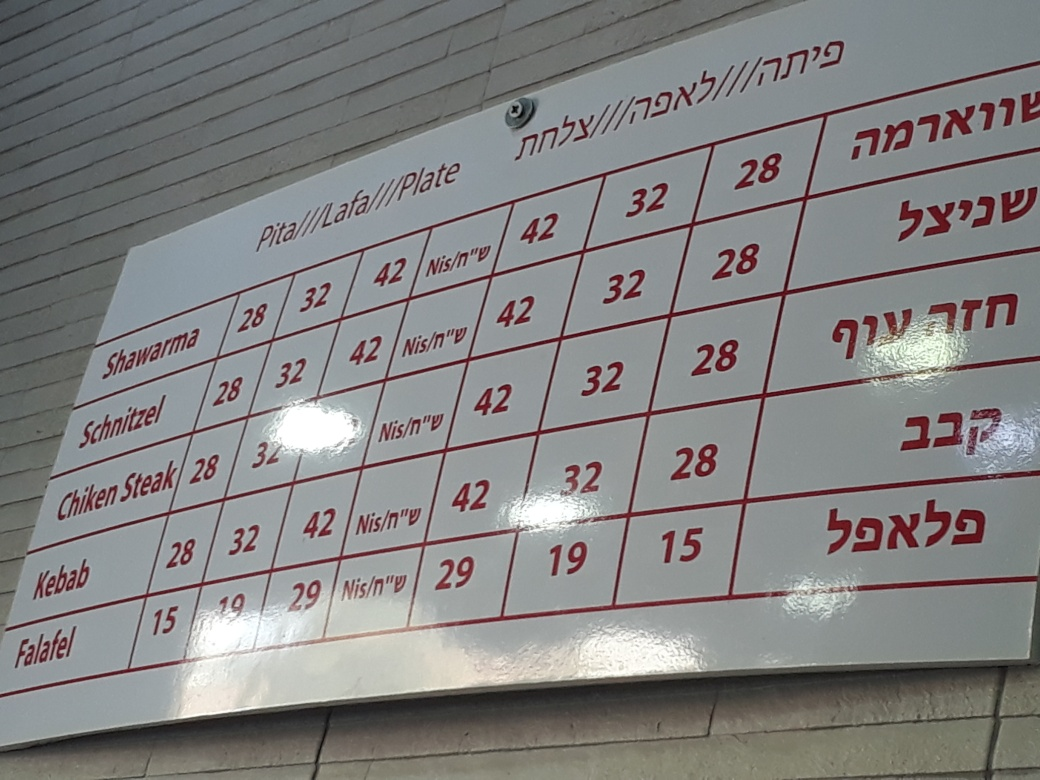 Pita///Lafa///Plate פיתה///לאפה///צלחת
Shawarma 28 32 42 Nis/ש"ח 42 32 28 שווארמה
Schnitzel 28 32 42 Nis/ש"ח 42 32 28 שניצל
Chiken Steak 28 32 Nis/ש"ח 42 32 28 חזה עוף
Kebab 28 32 42 Nis/ש"ח 42 32 28 קבב
Falafel 15 19 29 Nis/ש"ח 29 19 15 פלאפל